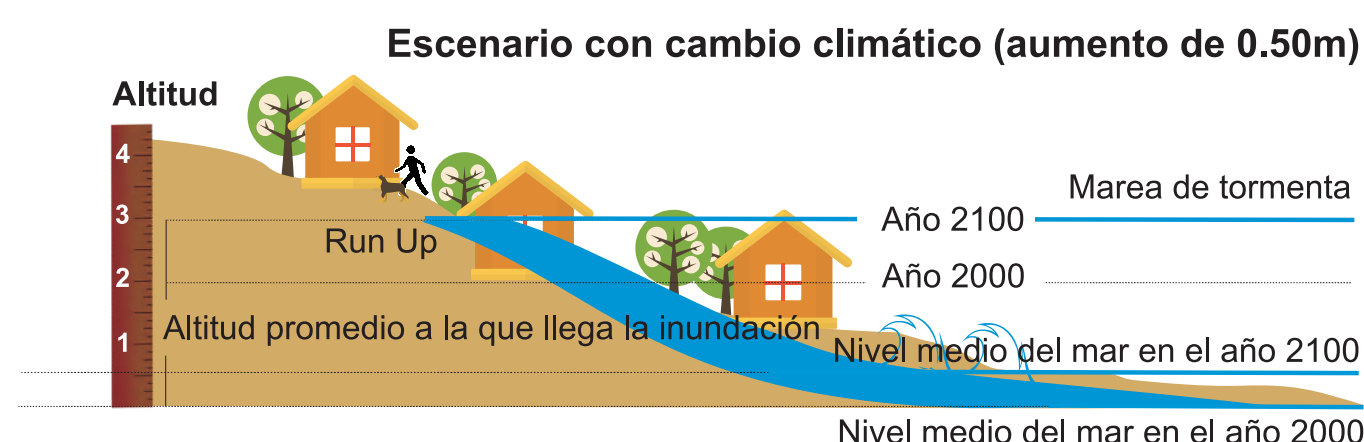 Escenario con cambio climático (aumento de 0.50m)
Altitud
4
Marea de tormenta
3
Año 2100
Run Up
2
Año 2000
Altitud promedio a la que llega la inundación
1
Nivel medio del mar en el año 2100
Nivel medio del mar en el año 2000